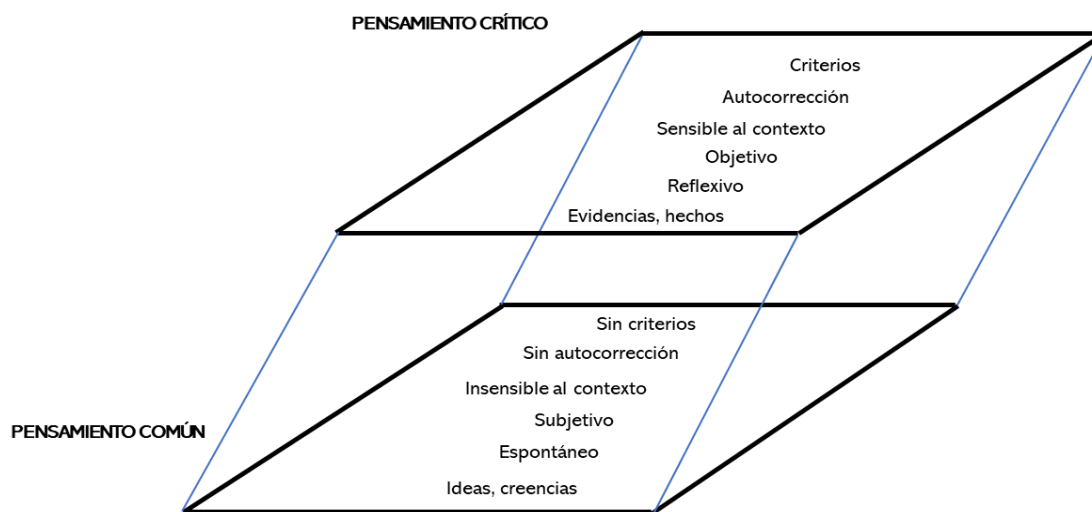 PENSAMIENTO CRÍTICO
Criterios
Autocorrección
Sensible al contexto
Objetivo
Reflexivo
Evidencias, hechos
Sin criterios
Sin autocorrección
Insensible al contexto
Subjetivo
PENSAMIENTO COMÚN
Espontáneo
Ideas, creencias